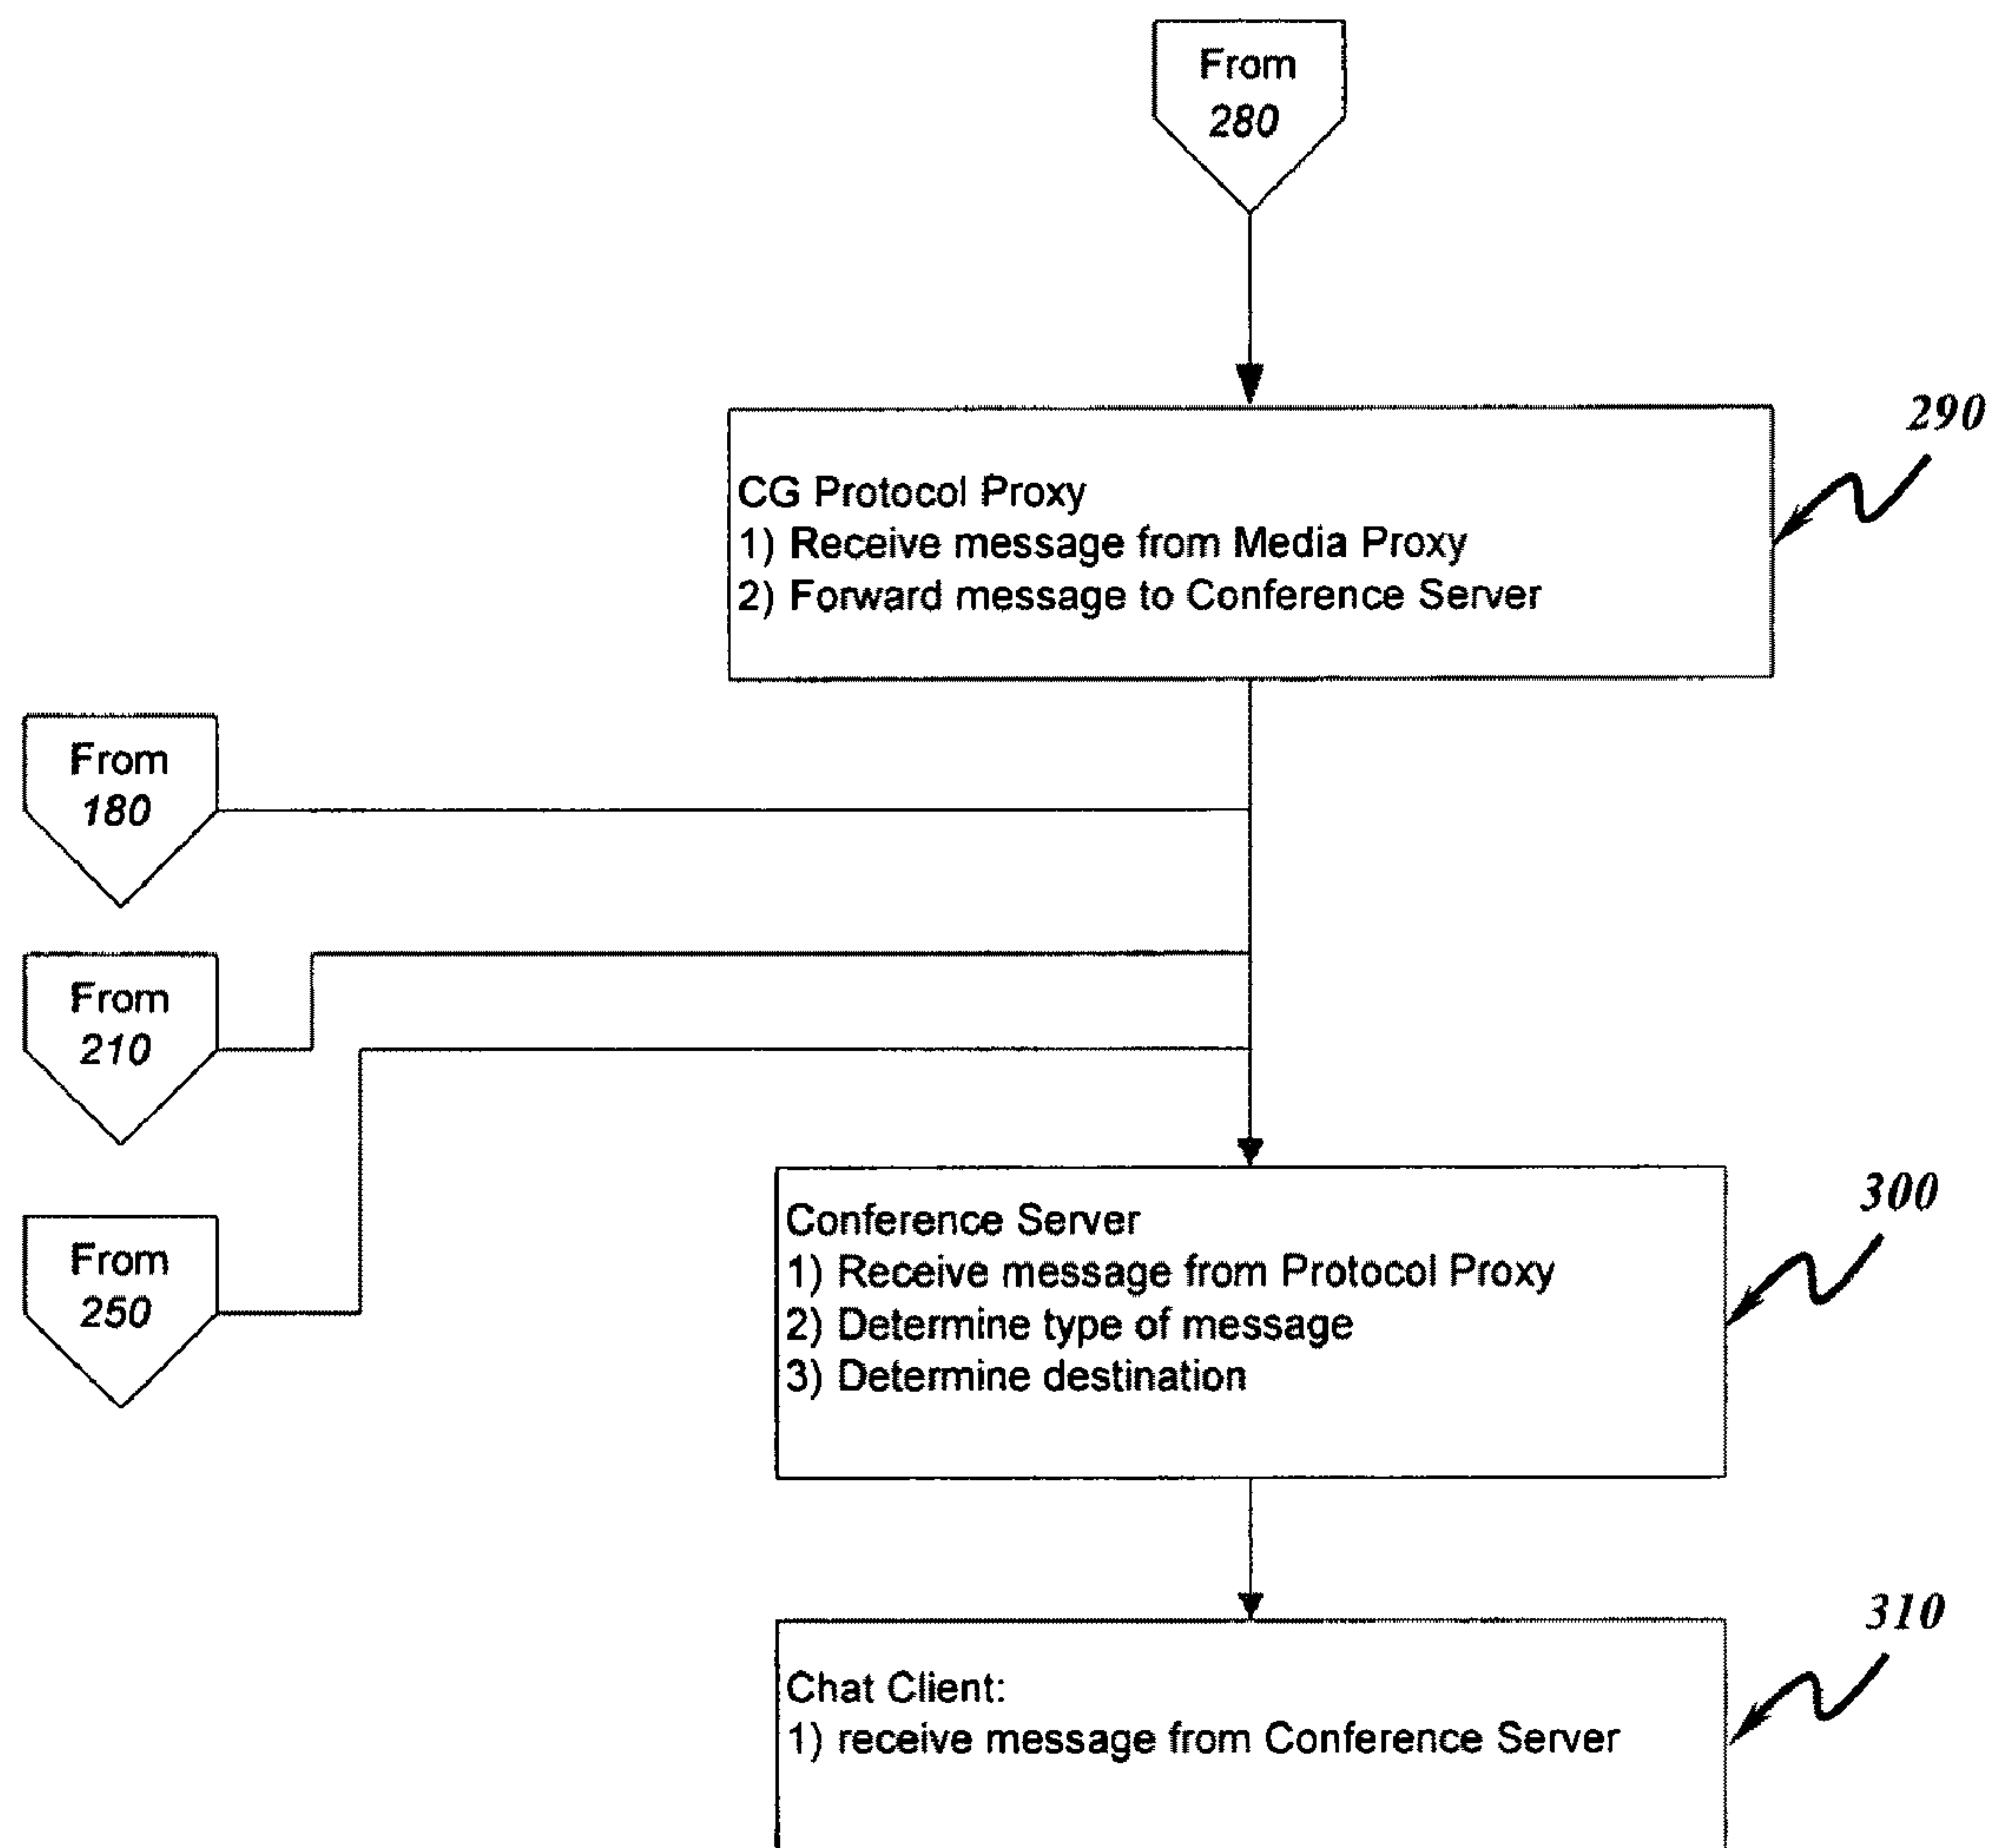 From
280
290
CG Protocol Proxy
1) Receive message from Media Proxy
2) Forward message to Conference Server
From
180
From
210
From
250
300
Conference Server
1) Receive message from Protocol Proxy
2) Determine type of message
3) Determine destination
310
Chat Client:
1) receive message from Conference Server